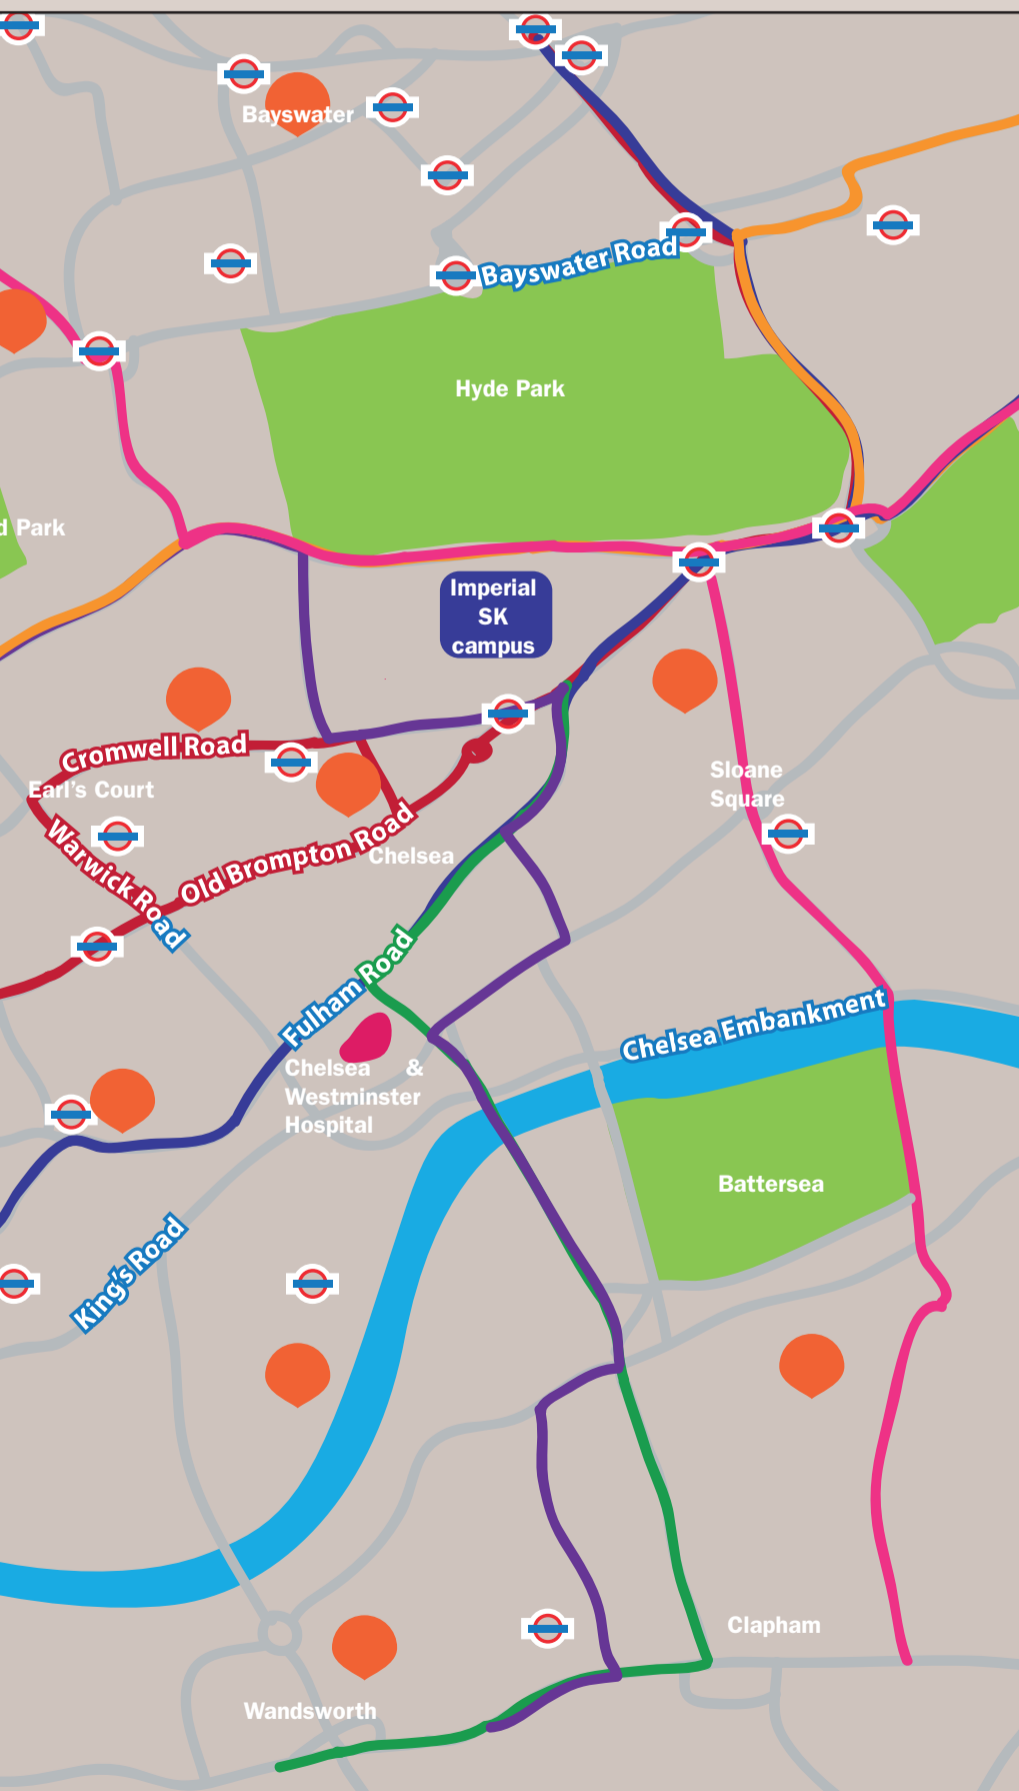 Bayswater
Bayswater Road
Hyde Park
d Park
Imperial
SK
campus
Cromwell Road
Earl's Court
Sloane
Square
Warwick Road
Old Brompton Road
Chelsea
Fulham Road
Chelsea Embankment
Chelsea &
Westminster
Hospital
Battersea
King's Road
Clapham
Wandsworth